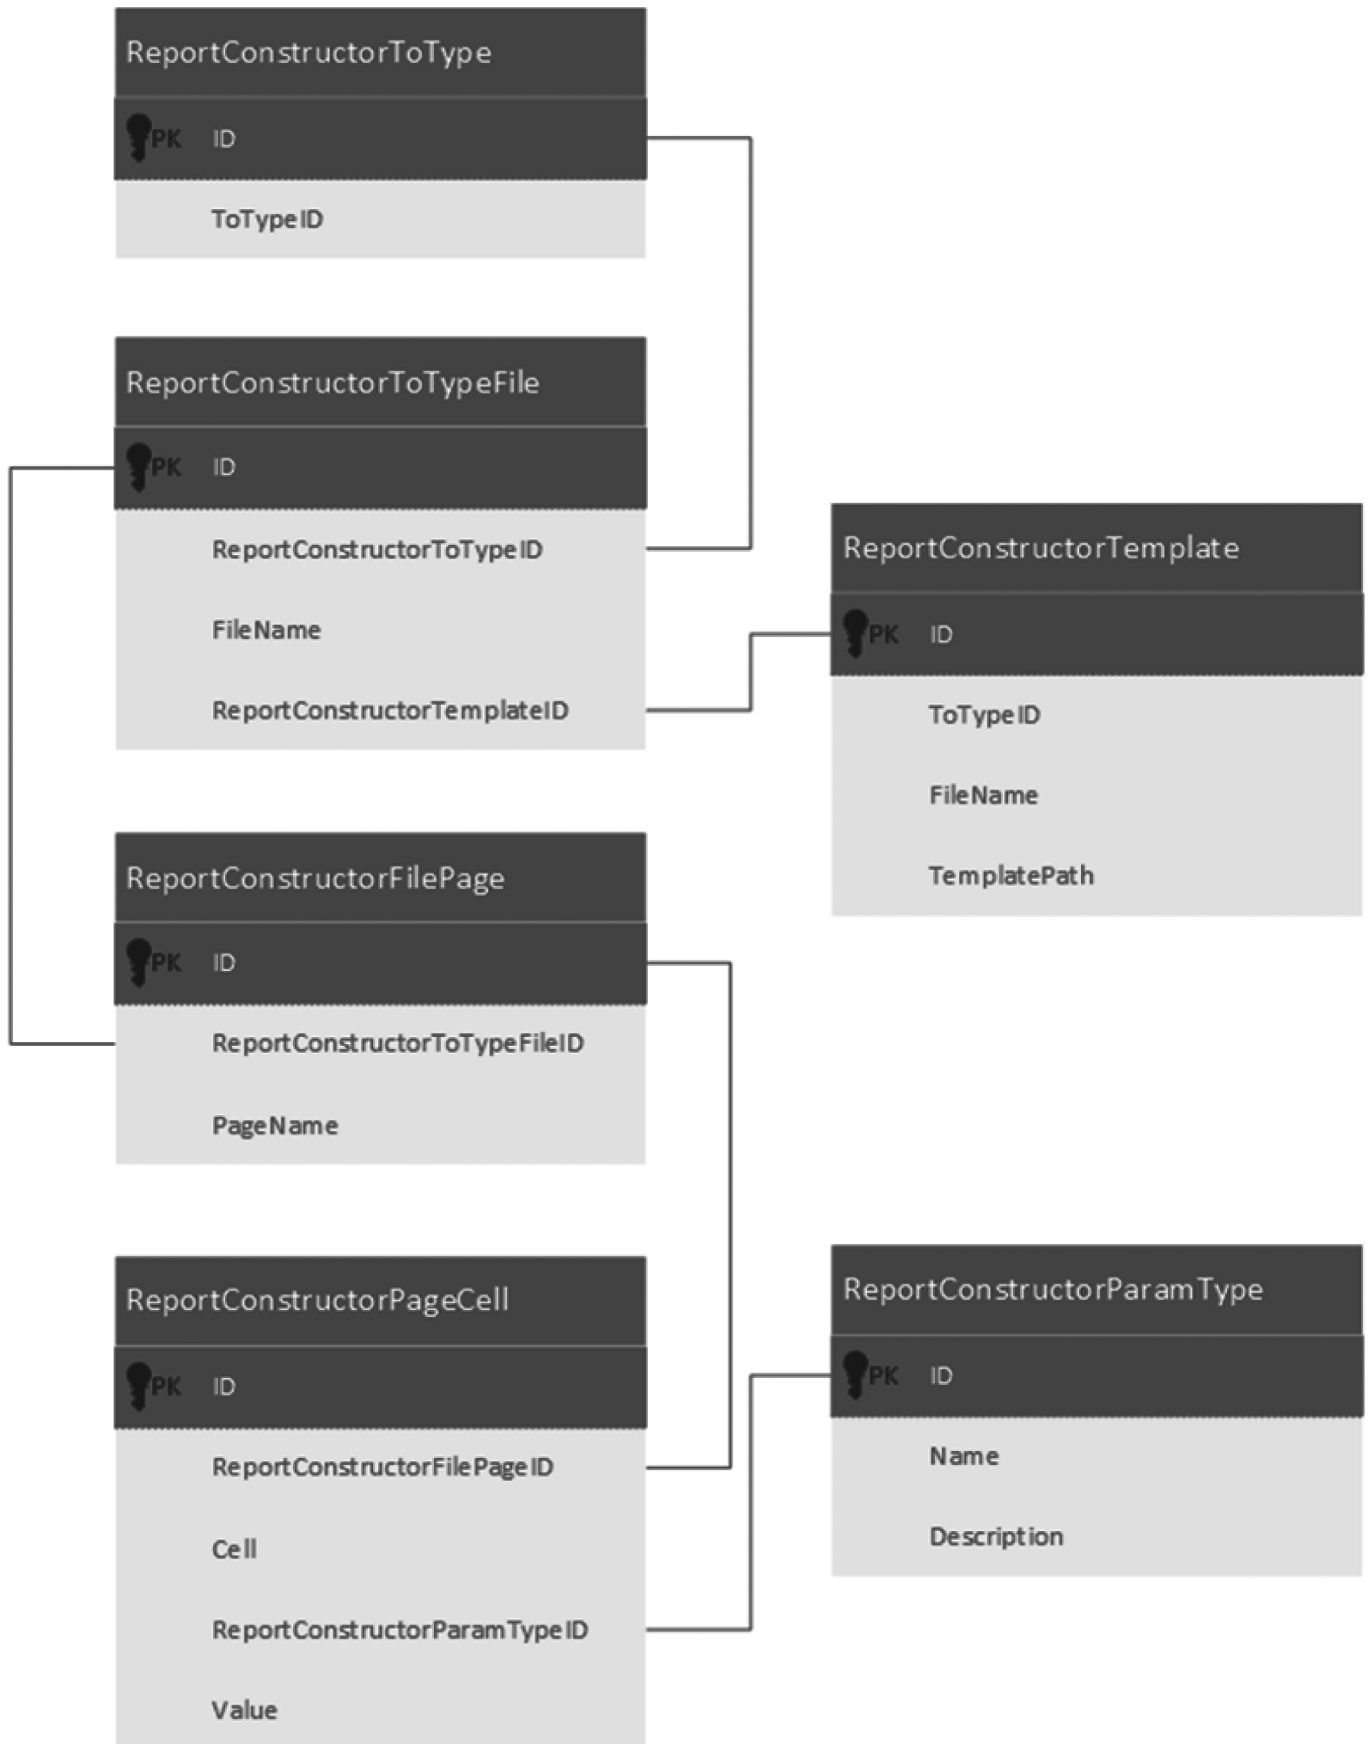 ReportConstructorToType
PK ID
ToTypeID
ReportConstructorToTypeFile
PK ID
ReportConstructorToTypeID
FileName
ReportConstructorTemplateID
ReportConstructorTemplate
PK ID
ToTypeID
FileName
TemplatePath
ReportConstructorFilePage
PK ID
ReportConstructorToTypeFileID
PageName
ReportConstructorPageCell
PK ID
ReportConstructorFilePageID
Cell
ReportConstructorParamTypeID
Value
ReportConstructorParamType
PK ID
Name
Description